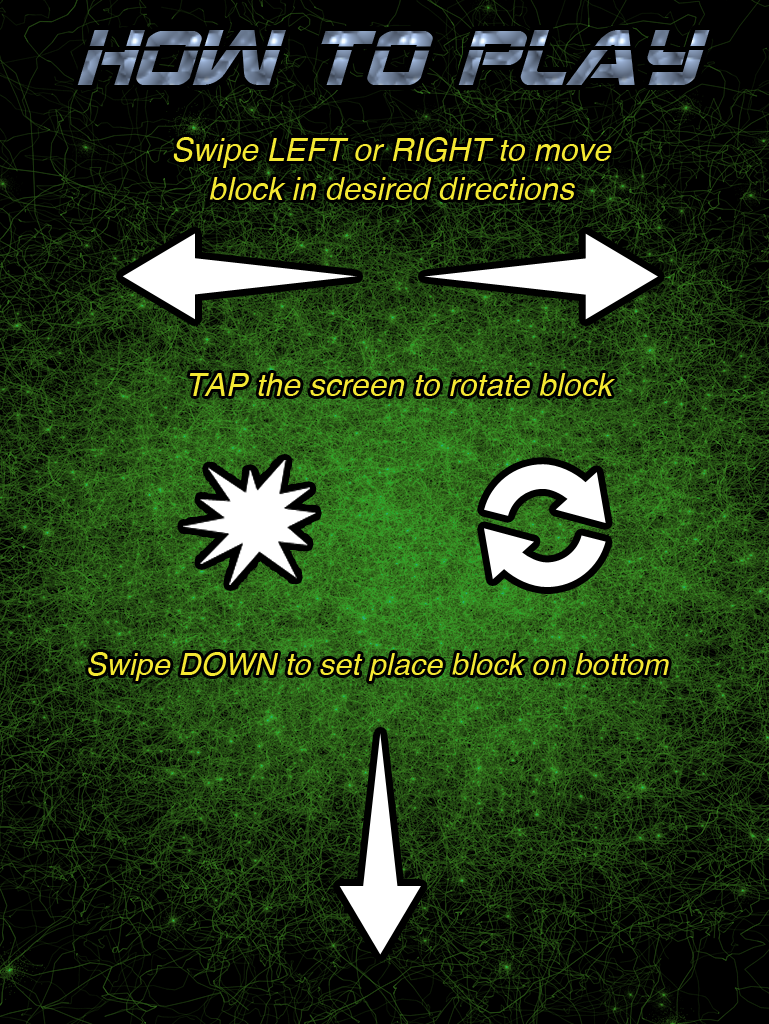 HOW TO PLAY
Swipe LEFT or RIGHT to move
block in desired directions
TAP the screen to rotate block
Swipe DOWN to set place block on bottom